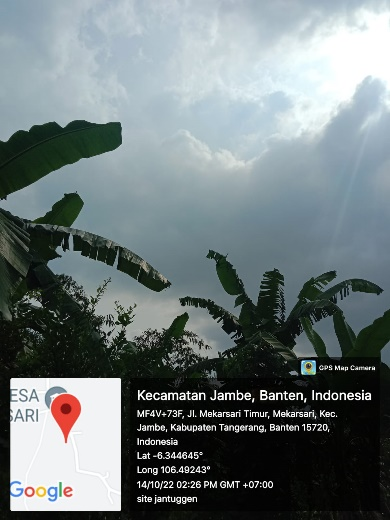 GPS Map Camera
ESA
SARI
Google
Kecamatan Jambe, Banten, Indonesia
MF4V+73F, Jl. Mekarsari Timur, Mekarsari, Kec.
Jambe, Kabupaten Tangerang, Banten 15720,
Indonesia
Lat -6.344645°
Long 106.49243°
14/10/22 02:26 PM GMT +07:00
site jantuggen